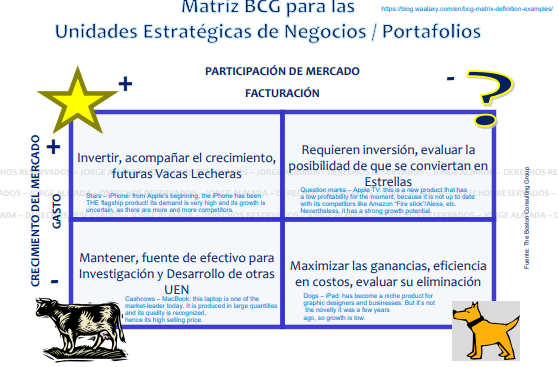 Matriz BCG para las
https://blog.waalaxy.com/en/bcg-matrix-definition-examples/
Unidades Estratégicas de Negocios / Portafolios
PARTICIPACIÓN DE MERCADO
+
-
FACTURACIÓN
?
CRECIMIENTO DEL MERCADO
GASTO
+
-
Invertir, acompañar el crecimiento,
futuras Vacas Lecheras
Stars – iPhone: from Apple's beginning, the iPhone has been
THE flagship product! Its demand is very high and its growth is
uncertain, as there are more and more competitors.
Requieren inversión, evaluar la
posibilidad de que se conviertan en
Estrellas
Question marks – Apple TV: this is a new product that has
a low profitability for the moment, because it is not up to date
with its competitors like Amazon "Fire stick"/Alexa, etc.
Nevertheless, it has a strong growth potential.
Mantener, fuente de efectivo para
Investigación y Desarrollo de otras
UEN
Cashcows – MacBook: this laptop is one of the
market-leader today. It is produced in large quantities
and its quality is recognized,
hence its high selling price.
Maximizar las ganancias, eficiencia
en costos, evaluar su eliminación
Dogs – iPad: has become a niche product for
graphic designers and businesses. But it's not
the novelty it was a few years
ago, so growth is low.
Fuente: The Boston Consulting Group